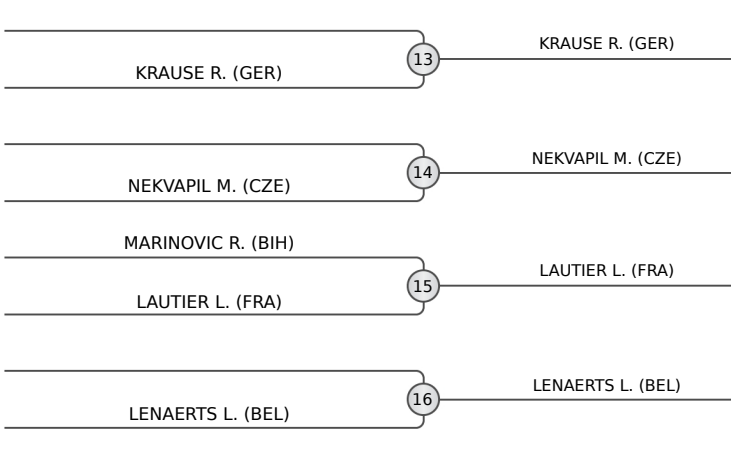 KRAUSE R. (GER)
13
KRAUSE R. (GER)
NEKVAPIL M. (CZE)
14
NEKVAPIL M. (CZE)
MARINOVIC R. (BIH)
LAUTIER L. (FRA)
15
LAUTIER L. (FRA)
LENAERTS L. (BEL)
16
LENAERTS L. (BEL)